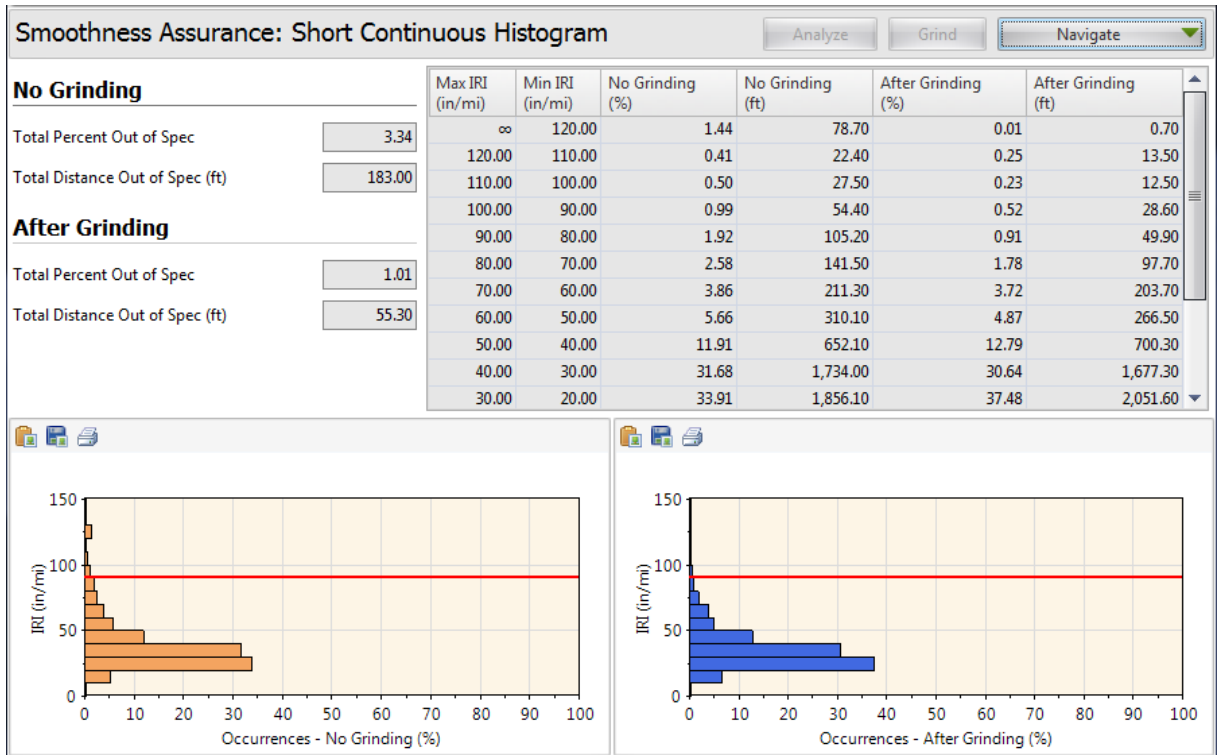 Smoothness Assurance: Short Continuous Histogram
Analyze
Grind
Navigate
No Grinding
Total Percent Out of Spec 3.34
Total Distance Out of Spec (ft) 183.00
After Grinding
Total Percent Out of Spec 1.01
Total Distance Out of Spec (ft) 55.30
Max IRI (in/mi) Min IRI (in/mi) No Grinding (%) No Grinding (ft) After Grinding (%) After Grinding (ft)
∞ 120.00 1.44 78.70 0.01 0.70
120.00 110.00 0.41 22.40 0.25 13.50
110.00 100.00 0.50 27.50 0.23 12.50
100.00 90.00 0.99 54.40 0.52 28.60
90.00 80.00 1.92 105.20 0.91 49.90
80.00 70.00 2.58 141.50 1.78 97.70
70.00 60.00 3.86 211.30 3.72 203.70
60.00 50.00 5.66 310.10 4.87 266.50
50.00 40.00 11.91 652.10 12.79 700.30
40.00 30.00 31.68 1,734.00 30.64 1,677.30
30.00 20.00 33.91 1,856.10 37.48 2,051.60
150
100
50
0
IRI (in/mi)
0 10 20 30 40 50 60 70 80 90 100
Occurrences - No Grinding (%)
150
100
50
0
IRI (in/mi)
0 10 20 30 40 50 60 70 80 90 100
Occurrences - After Grinding (%)